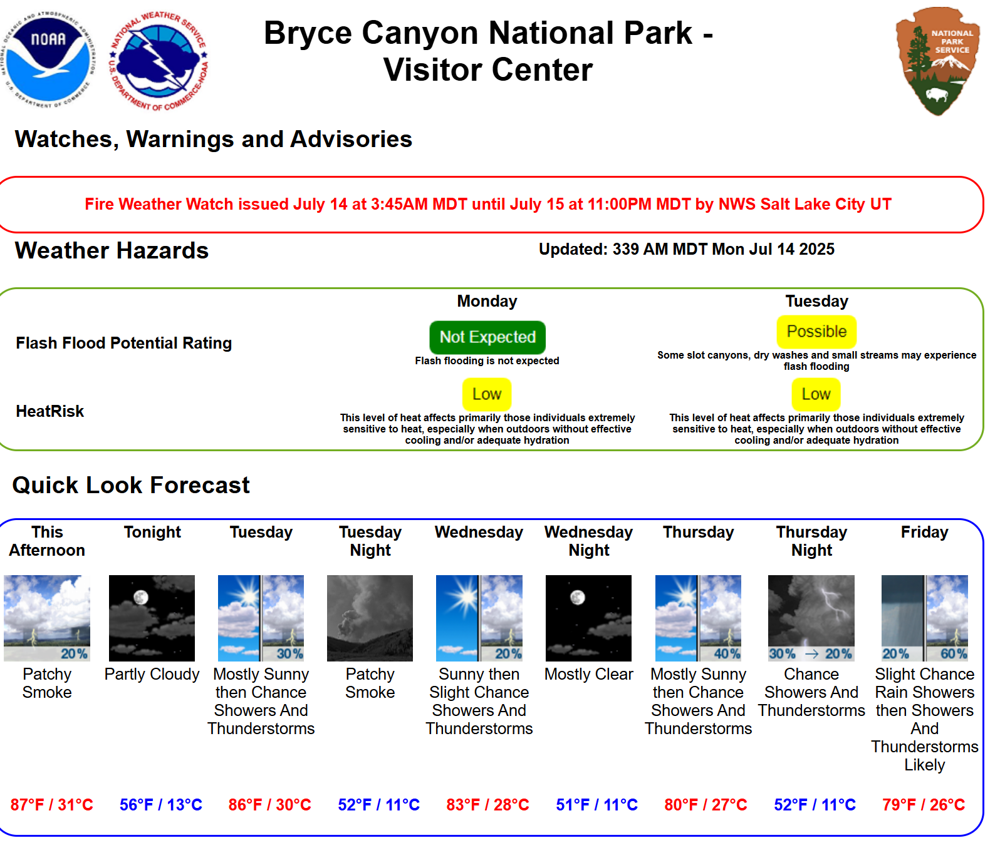 NATIONAL OCEANIC AND ATMOSPHERIC ADMINISTRATION
NOAA
U.S. DEPARTMENT OF COMMERCE
NATIONAL WEATHER SERVICE
U.S. DEPARTMENT OF COMMERCE-NOAA
Bryce Canyon National Park -
Visitor Center
NATIONAL
PARK
SERVICE
Watches, Warnings and Advisories
Fire Weather Watch issued July 14 at 3:45AM MDT until July 15 at 11:00PM MDT by NWS Salt Lake City UT
Weather Hazards
Updated: 339 AM MDT Mon Jul 14 2025
Monday
Tuesday
Flash Flood Potential Rating
Not Expected
Flash flooding is not expected
Possible
Some slot canyons, dry washes and small streams may experience
flash flooding
HeatRisk
Low
This level of heat affects primarily those individuals extremely
sensitive to heat, especially when outdoors without effective
cooling and/or adequate hydration
Low
This level of heat affects primarily those individuals extremely
sensitive to heat, especially when outdoors without effective
cooling and/or adequate hydration
Quick Look Forecast
This
Afternoon
20%
Patchy
Smoke
87°F / 31°C
Tonight
Partly Cloudy
56°F / 13°C
Tuesday
30%
Mostly Sunny
then Chance
Showers And
Thunderstorms
86°F / 30°C
Tuesday
Night
Patchy
Smoke
52°F / 11°C
Wednesday
20%
Sunny then
Slight Chance
Showers And
Thunderstorms
83°F / 28°C
Wednesday
Night
Mostly Clear
51°F / 11°C
Thursday
40%
Mostly Sunny
then Chance
Showers And
Thunderstorms
80°F / 27°C
Thursday
Night
30% → 20%
Chance
Showers And
Thunderstorms
52°F / 11°C
Friday
20% 60%
Slight Chance
Rain Showers
then Showers
And
Thunderstorms
Likely
79°F / 26°C